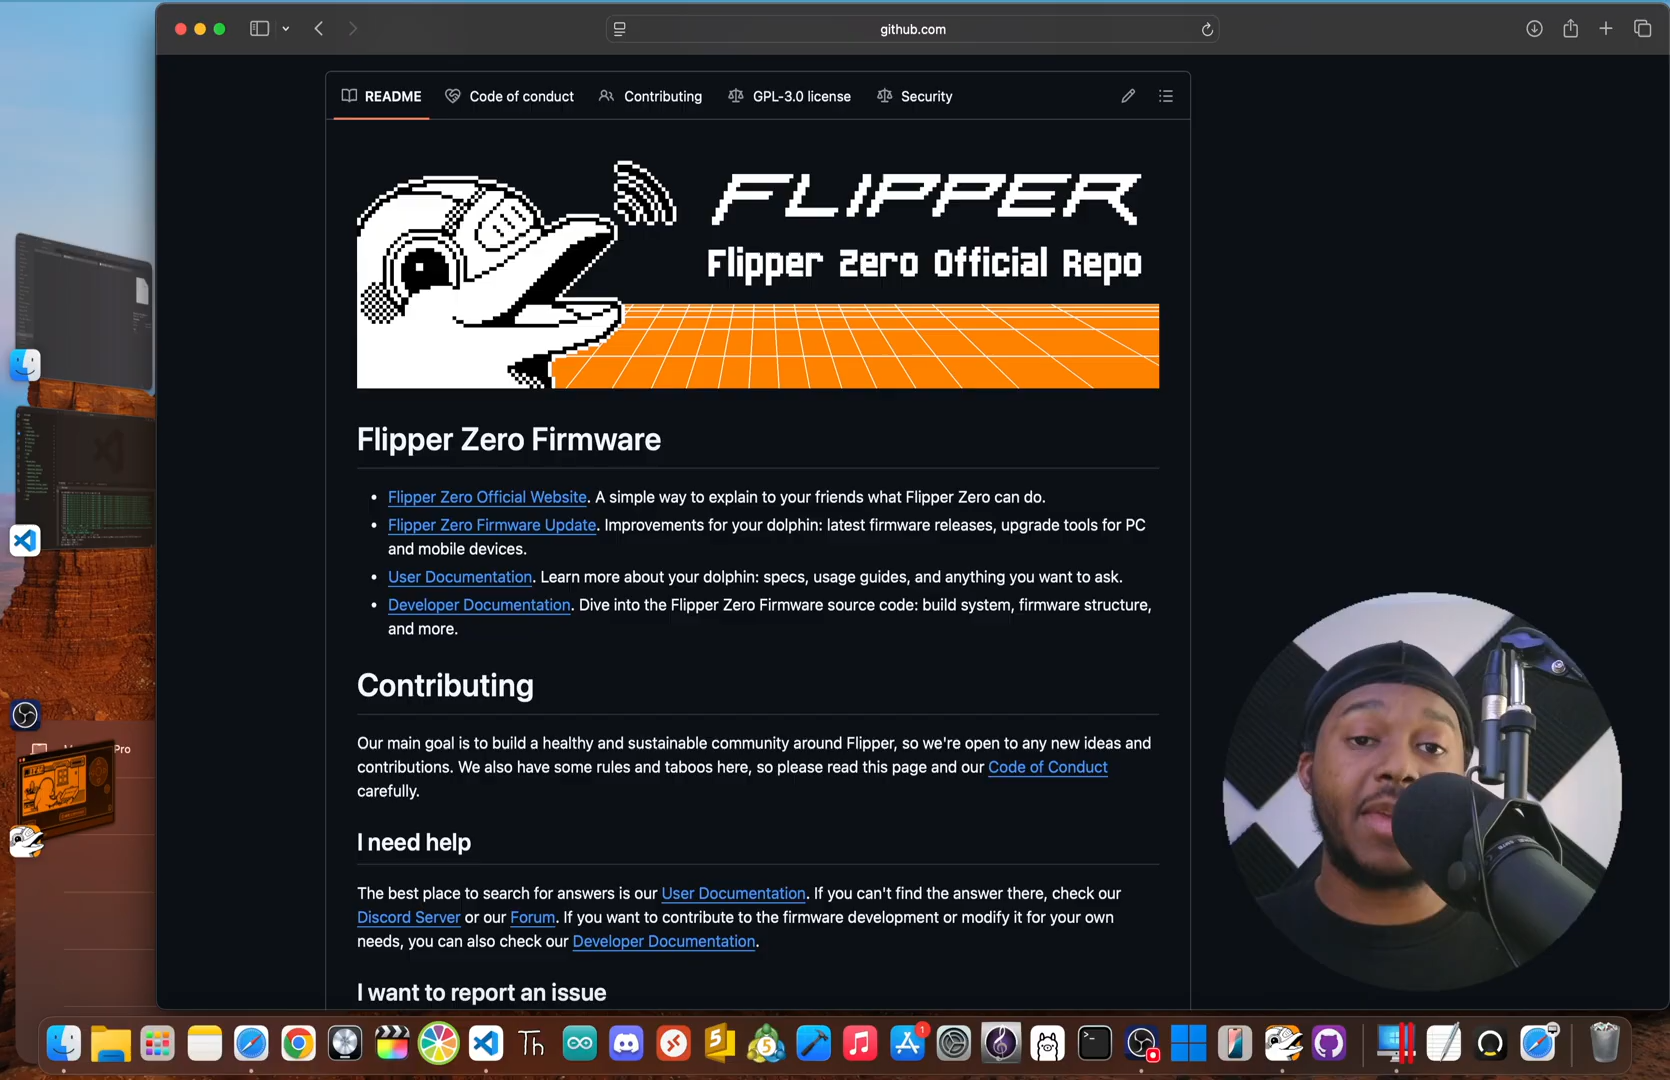 github.com
README
Code of conduct
Contributing
GPL-3.0 license
Security
FLIPPER
Flipper Zero Official Repo
Flipper Zero Firmware
Flipper Zero Official Website. A simple way to explain to your friends what Flipper Zero can do.
Flipper Zero Firmware Update. Improvements for your dolphin: latest firmware releases, upgrade tools for PC
and mobile devices.
User Documentation. Learn more about your dolphin: specs, usage guides, and anything you want to ask.
Developer Documentation. Dive into the Flipper Zero Firmware source code: build system, firmware structure,
and more.
Contributing
Our main goal is to build a healthy and sustainable community around Flipper, so we're open to any new ideas and
contributions. We also have some rules and taboos here, so please read this page and our Code of Conduct
carefully.
I need help
The best place to search for answers is our User Documentation. If you can't find the answer there, check our
Discord Server or our Forum. If you want to contribute to the firmware development or modify it for your own
needs, you can also check our Developer Documentation.
I want to report an issue
Pro
Th
5
5
1